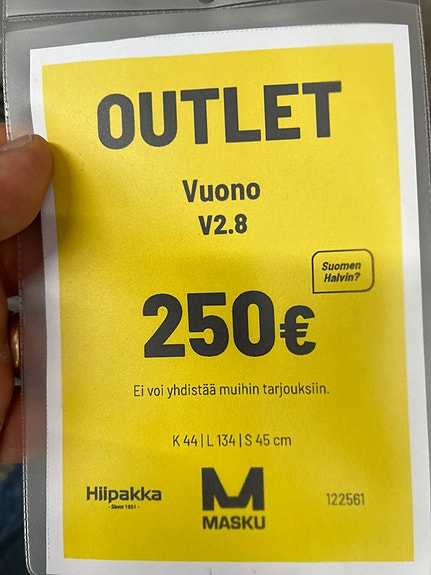 OUTLET
Vuono
V2.8
Suomen
Halvin?
250€
Ei voi yhdistää muihin tarjouksiin.
K 44 | L 134 | S 45 cm
Hiipakka
- Since 1951 -
MASKU
122561